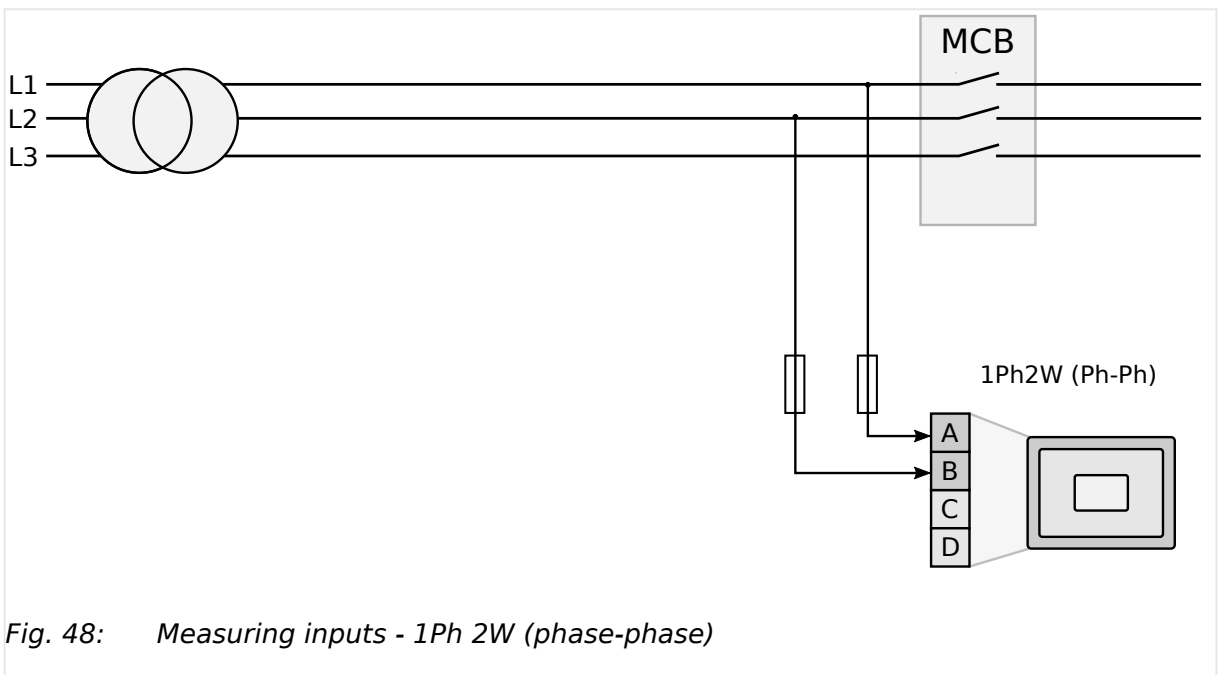 MCB
L1
L2
L3
1Ph2W (Ph-Ph)
A
B
C
D
Fig. 48: Measuring inputs - 1Ph 2W (phase-phase)